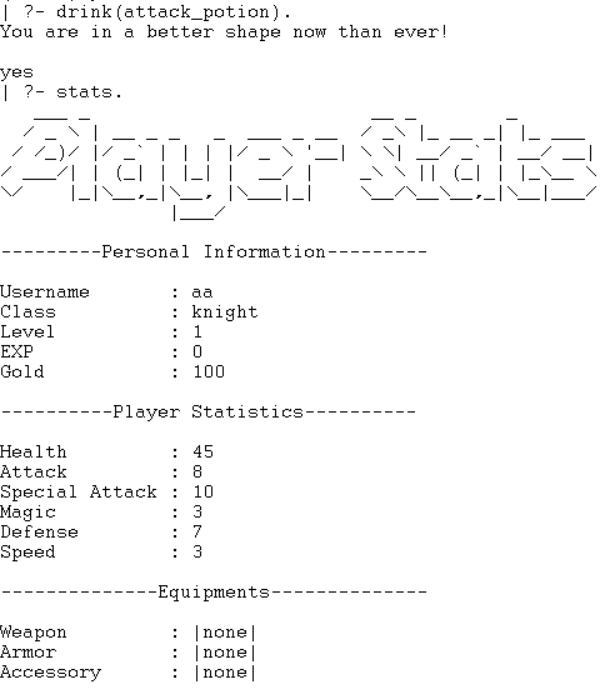 | ?- drink(attack_potion).
You are in a better shape now than ever!
yes
| ?- stats.
Player Stats
---------Personal Information---------
Username : aa
Class : knight
Level : 1
EXP : 0
Gold : 100
----------Player Statistics----------
Health : 45
Attack : 8
Special Attack : 10
Magic : 3
Defense : 7
Speed : 3
--------------Equipments--------------
Weapon : |none|
Armor : |none|
Accessory : |none|